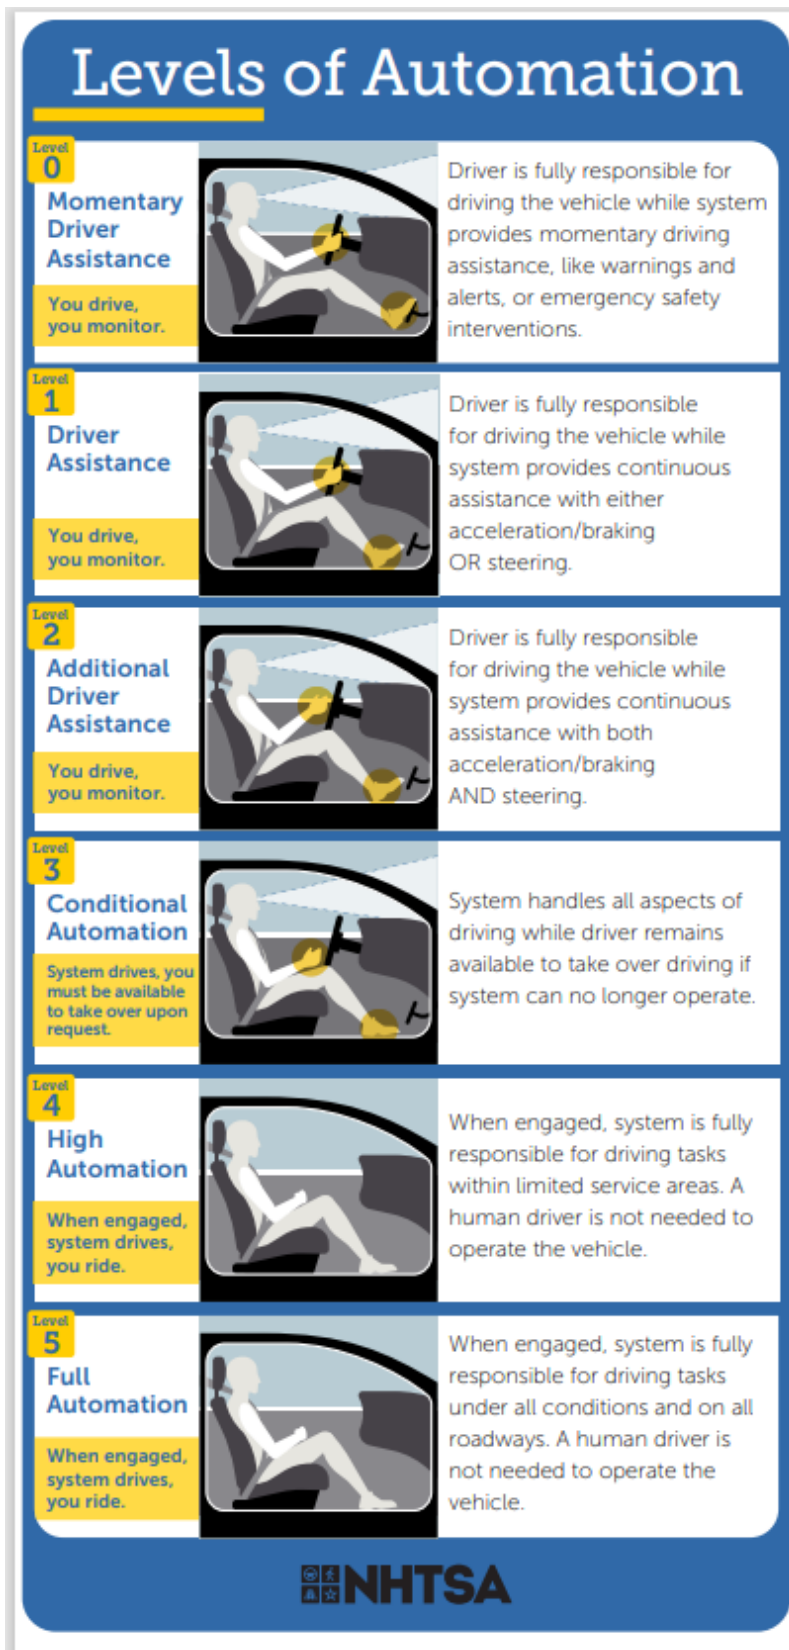 Levels of Automation
Level
0
Momentary
Driver
Assistance
You drive,
you monitor.
Driver is fully responsible for
driving the vehicle while system
provides momentary driving
assistance, like warnings and
alerts, or emergency safety
interventions.
Level
1
Driver
Assistance
You drive,
you monitor.
Driver is fully responsible
for driving the vehicle while
system provides continuous
assistance with either
acceleration/braking
OR steering.
Level
2
Additional
Driver
Assistance
You drive,
you monitor.
Driver is fully responsible
for driving the vehicle while
system provides continuous
assistance with both
acceleration/braking
AND steering.
Level
3
Conditional
Automation
System drives, you
must be available
to take over upon
request.
System handles all aspects of
driving while driver remains
available to take over driving if
system can no longer operate.
Level
4
High
Automation
When engaged,
system drives,
you ride.
When engaged, system is fully
responsible for driving tasks
within limited service areas. A
human driver is not needed to
operate the vehicle.
Level
5
Full
Automation
When engaged,
system drives,
you ride.
When engaged, system is fully
responsible for driving tasks
under all conditions and on all
roadways. A human driver is
not needed to operate the
vehicle.
NHTSA